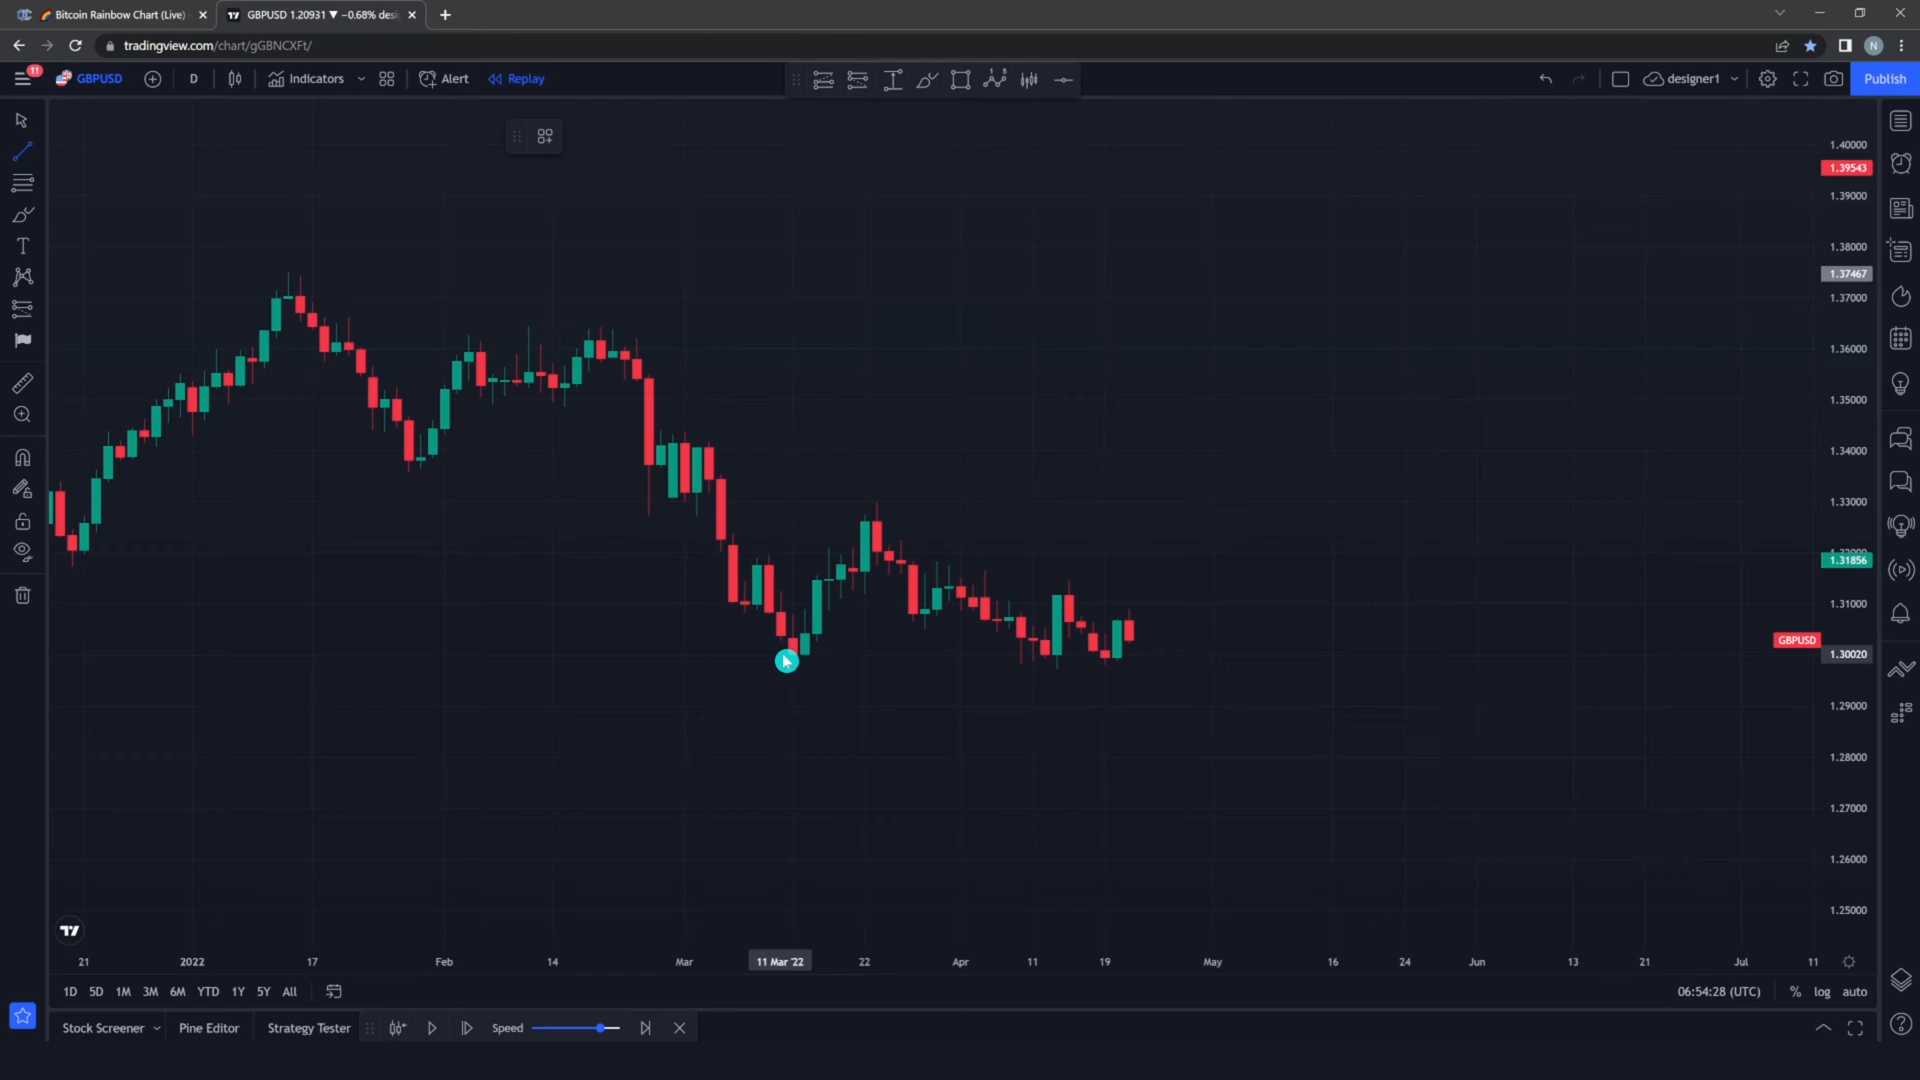 Bitcoin Rainbow Chart (Live)
GBPUSD 1.20931 ▼ −0.68% desi
tradingview.com/chart/gGBNCXFt/
N
11
GBPUSD
D
Indicators
Alert
Replay
designer1
Publish
1.40000
1.39543
1.39000
1.38000
1.37467
1.37000
1.36000
1.35000
1.34000
1.33000
1.32000
1.31856
1.31000
GBPUSD
1.30020
1.29000
1.28000
1.27000
1.26000
1.25000
21 2022 17 Feb 14 Mar 11 Mar '22 22 Apr 11 19 May 16 24 Jun 13 21 Jul 11
1D 5D 1M 3M 6M YTD 1Y 5Y All
06:54:28 (UTC) % log auto
Stock Screener Pine Editor Strategy Tester Speed